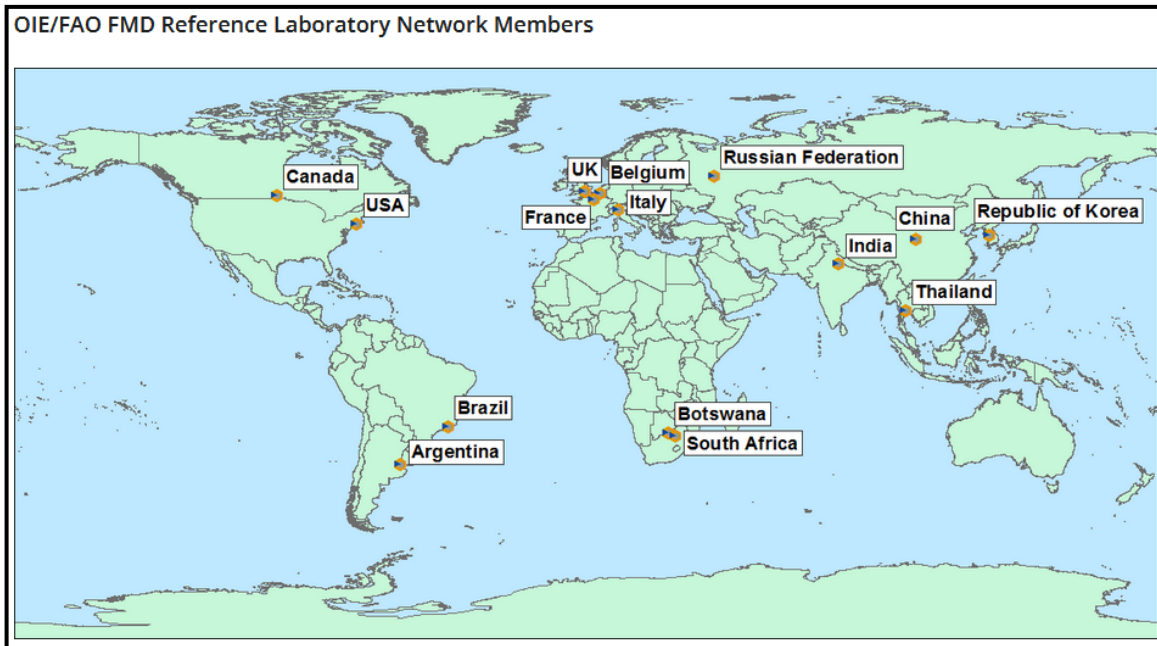 OIE/FAO FMD Reference Laboratory Network Members
Russian Federation
UK
Belgium
Canada
Italy
USA
France
China
Republic of Korea
India
Thailand
Brazil
Botswana
South Africa
Argentina